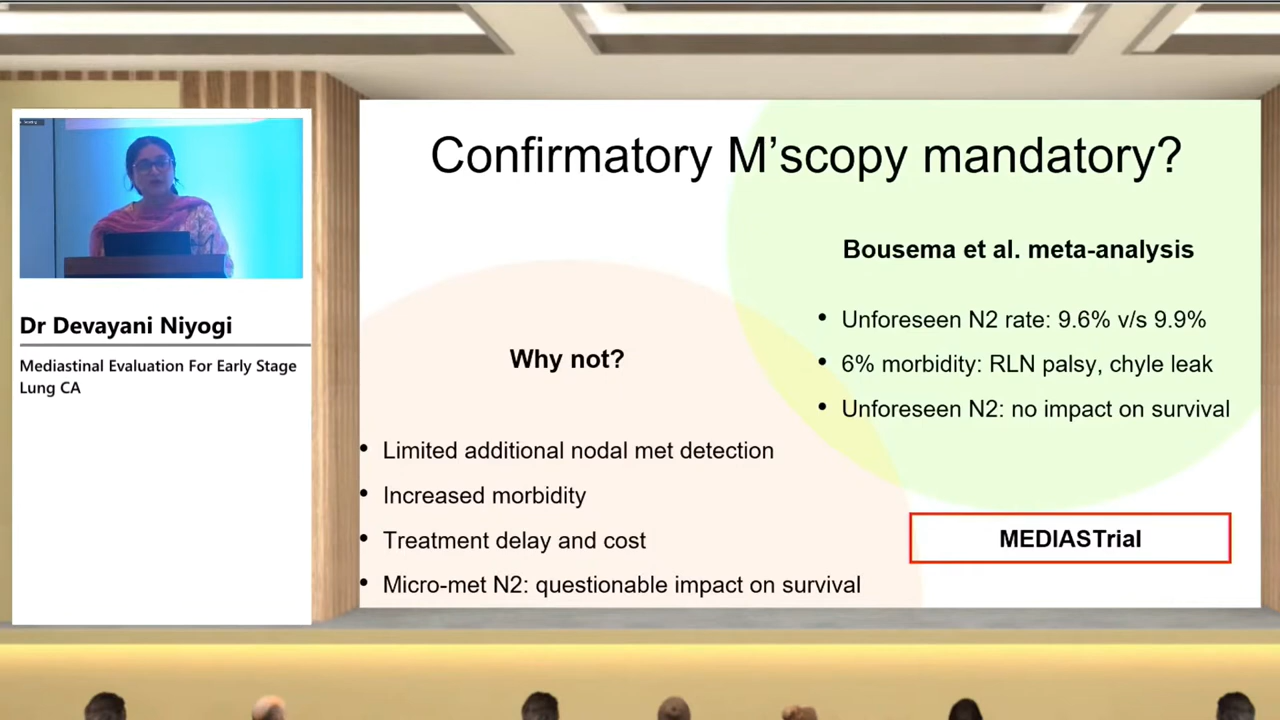 Dr Devayani Niyogi
Mediastinal Evaluation For Early Stage
Lung CA
Confirmatory M’scopy mandatory?
Why not?
• Limited additional nodal met detection
• Increased morbidity
• Treatment delay and cost
• Micro-met N2: questionable impact on survival
Bousema et al. meta-analysis
• Unforeseen N2 rate: 9.6% v/s 9.9%
• 6% morbidity: RLN palsy, chyle leak
• Unforeseen N2: no impact on survival
MEDIASTrial